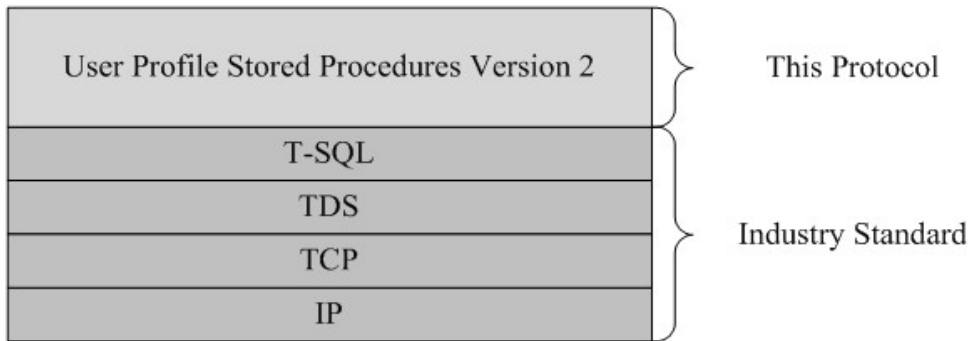 User Profile Stored Procedures Version 2
This Protocol
T-SQL
TDS
Industry Standard
TCP
IP